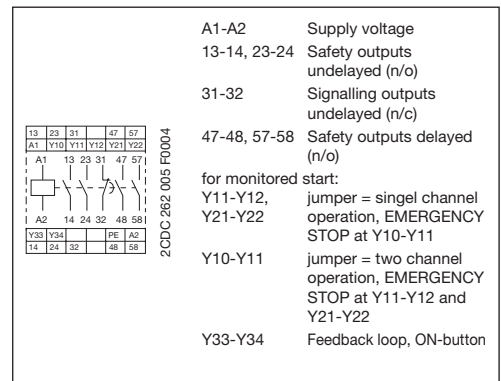 A1-A2 Supply voltage
13-14, 23-24 Safety outputs
undelayed (n/o)
31-32 Signalling outputs
undelayed (n/c)
47-48, 57-58 Safety outputs delayed
(n/o)
for monitored start:
Y11-Y12, jumper = singel channel
Y21-Y22 operation, EMERGENCY
STOP at Y10-Y11
Y10-Y11 jumper = two channel
operation, EMERGENCY
STOP at Y11-Y12 and
Y21-Y22
Y33-Y34 Feedback loop, ON-button
13 23 31 47 57
A1 Y10 Y11 Y12 Y21 Y22
A1 13 23 31 47 57
A2 14 24 32 48 58
Y33 Y34 PE A2
14 24 32 48 58
2CDC 262 005 F0004